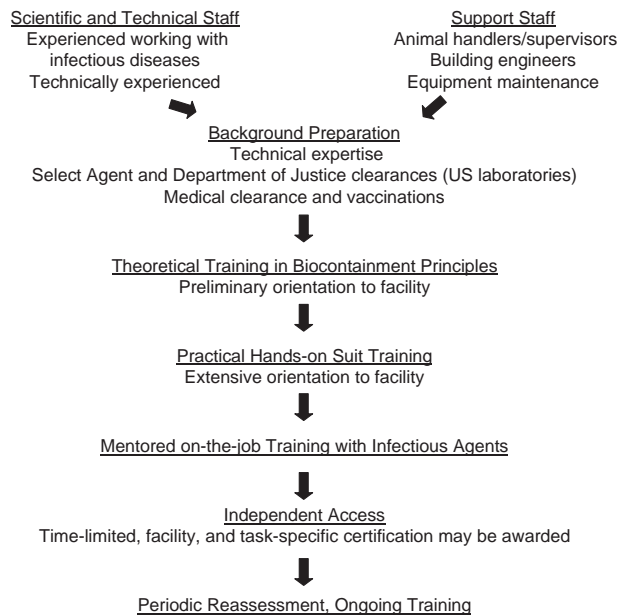 Scientific and Technical Staff
Experienced working with
infectious diseases
Technically experienced
Support Staff
Animal handlers/supervisors
Building engineers
Equipment maintenance
Background Preparation
Technical expertise
Select Agent and Department of Justice clearances (US laboratories)
Medical clearance and vaccinations
Theoretical Training in Biocontainment Principles
Preliminary orientation to facility
Practical Hands-on Suit Training
Extensive orientation to facility
Mentored on-the-job Training with Infectious Agents
Independent Access
Time-limited, facility, and task-specific certification may be awarded
Periodic Reassessment, Ongoing Training